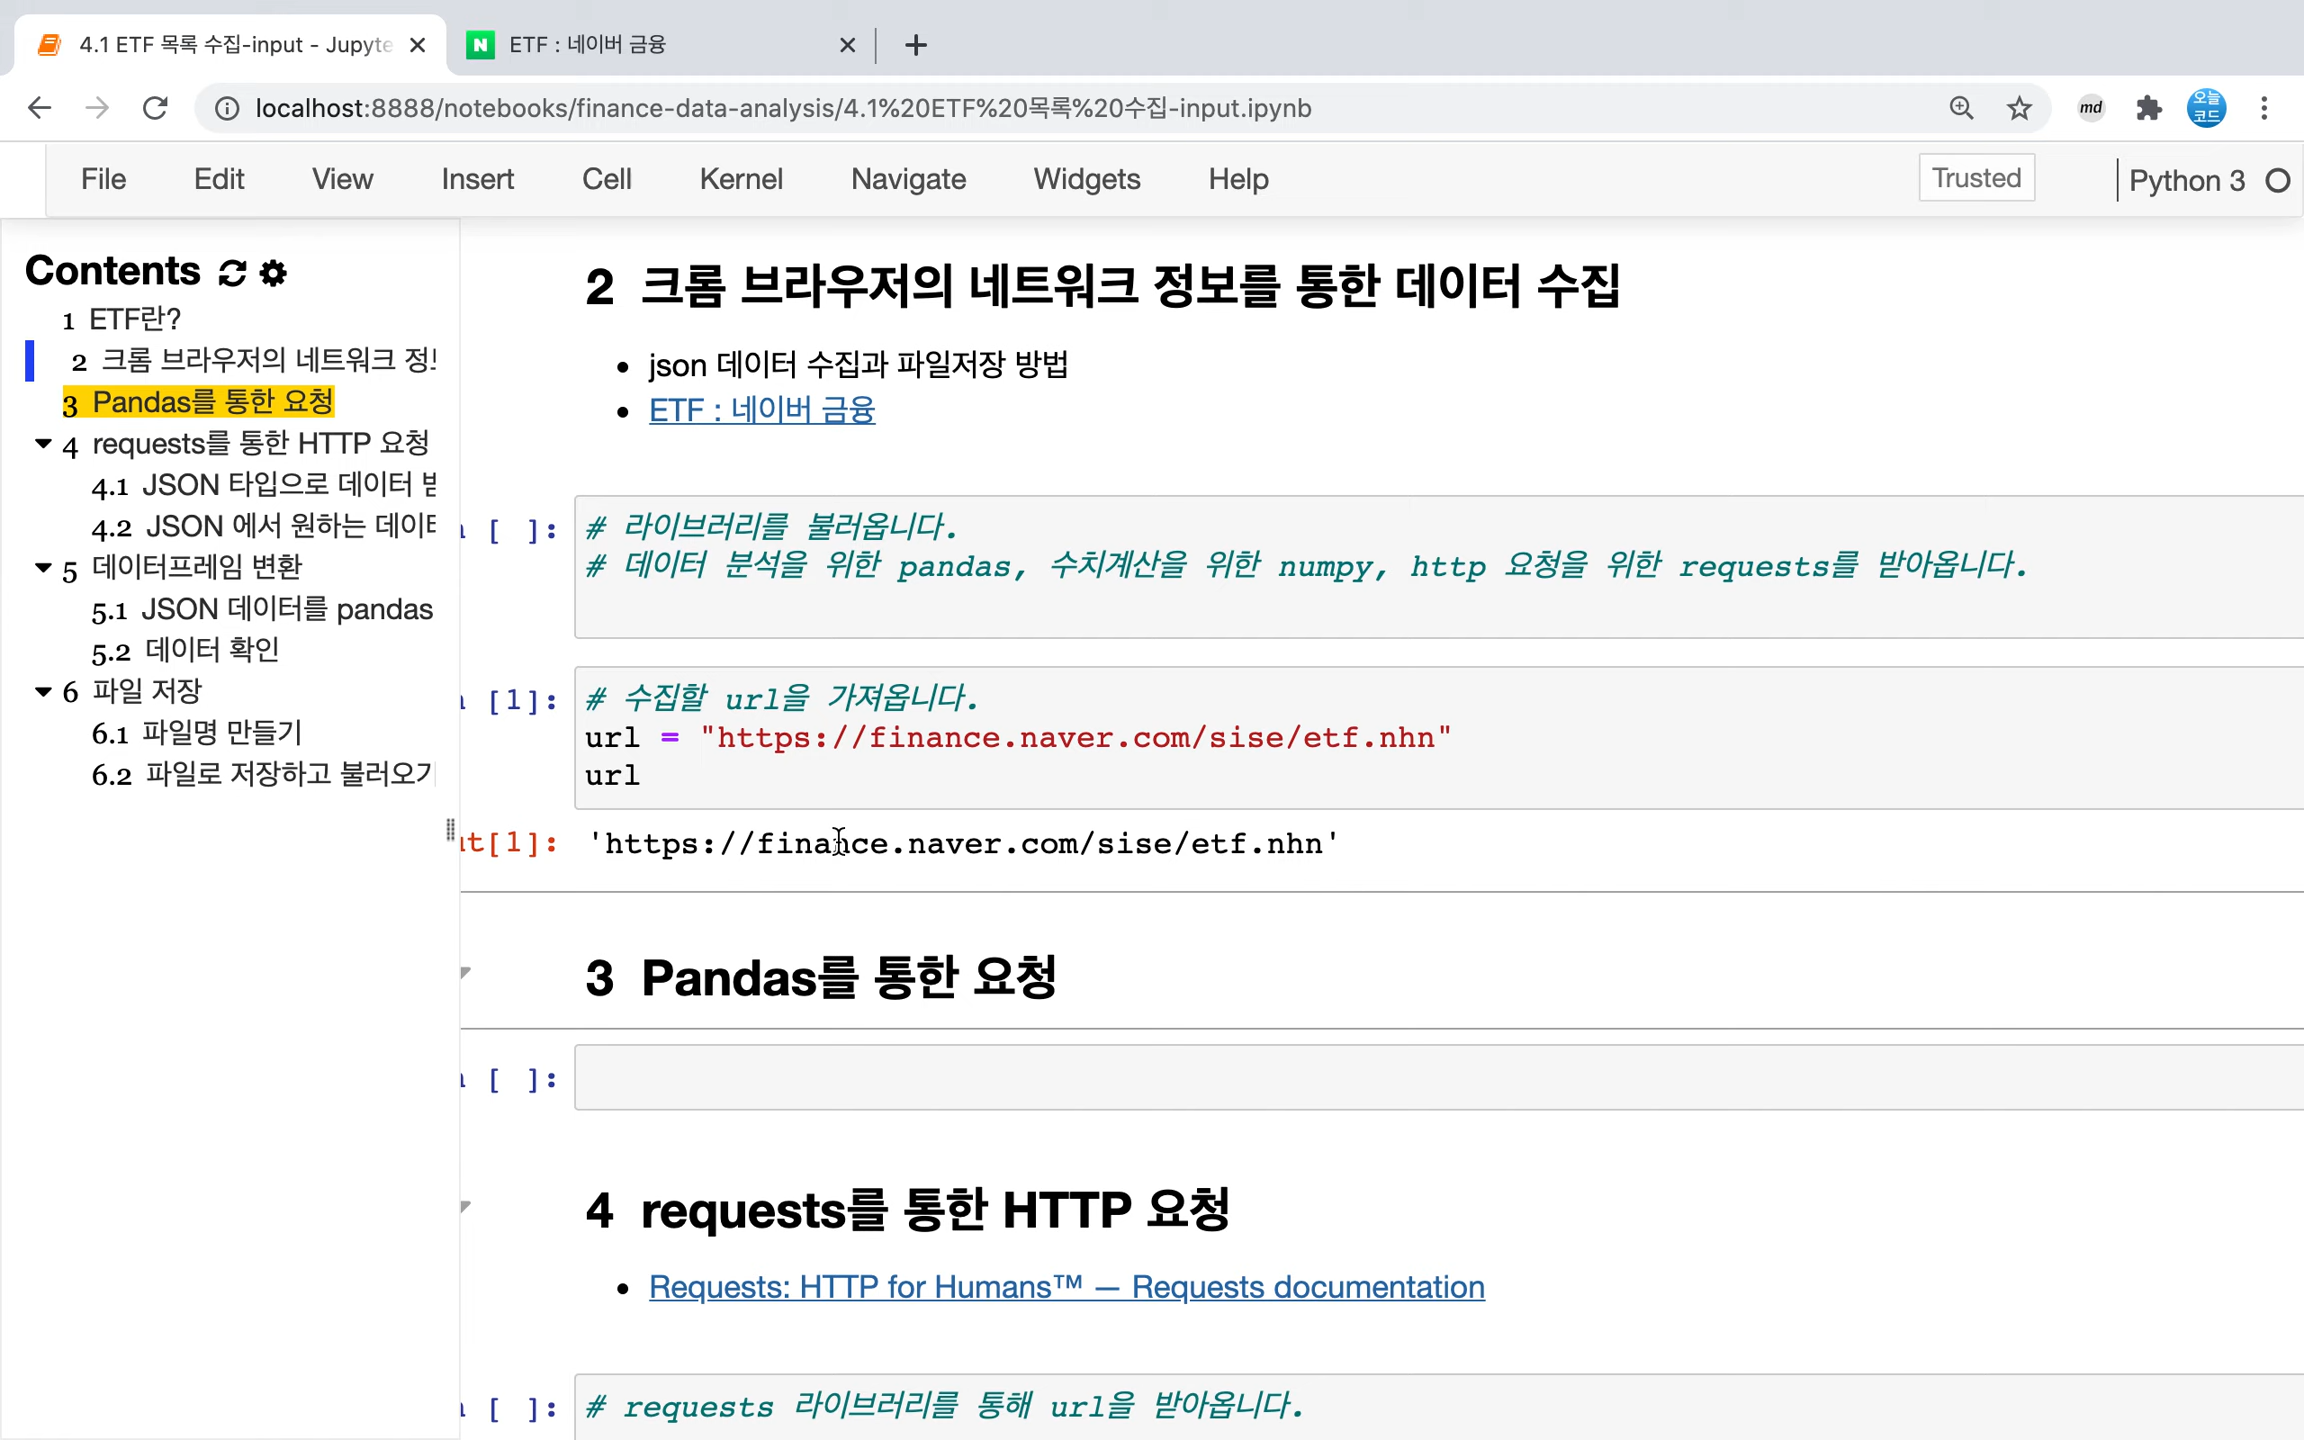 4.1 ETF 목록 수집-input - Jupyte
ETF : 네이버 금융
localhost:8888/notebooks/finance-data-analysis/4.1%20ETF%20목록%20수집-input.ipynb
md
오늘
코드
File Edit View Insert Cell Kernel Navigate Widgets Help
Trusted
Python 3
Contents
1 ETF란?
2 크롬 브라우저의 네트워크 정
3 Pandas를 통한 요청
4 requests를 통한 HTTP 요청
4.1 JSON 타입으로 데이터
4.2 JSON 에서 원하는
5 데이터프레임 변환
5.1 JSON 데이터를 pandas
5.2 데이터 확인
6 파일 저장
6.1 파일명 만들기
6.2 파일로 저장하고 불러오기
2 크롬 브라우저의 네트워크 정보를 통한 데이터 수집
json 데이터 수집과 파일저장 방법
ETF : 네이버 금융
[ ]:
# 라이브러리를 불러옵니다.
# 데이터 분석을 위한 pandas, 수치계산을 위한 numpy, http 요청을 위한 requests를 받아옵니다.
[1]:
# 수집할 url을 가져옵니다.
url = "https://finance.naver.com/sise/etf.nhn"
url
ut[1]:
'https://finance.naver.com/sise/etf.nhn'
3 Pandas를 통한 요청
[ ]:
4 requests를 통한 HTTP 요청
Requests: HTTP for Humans™ — Requests documentation
[ ]:
# requests 라이브러리를 통해 url을 받아옵니다.